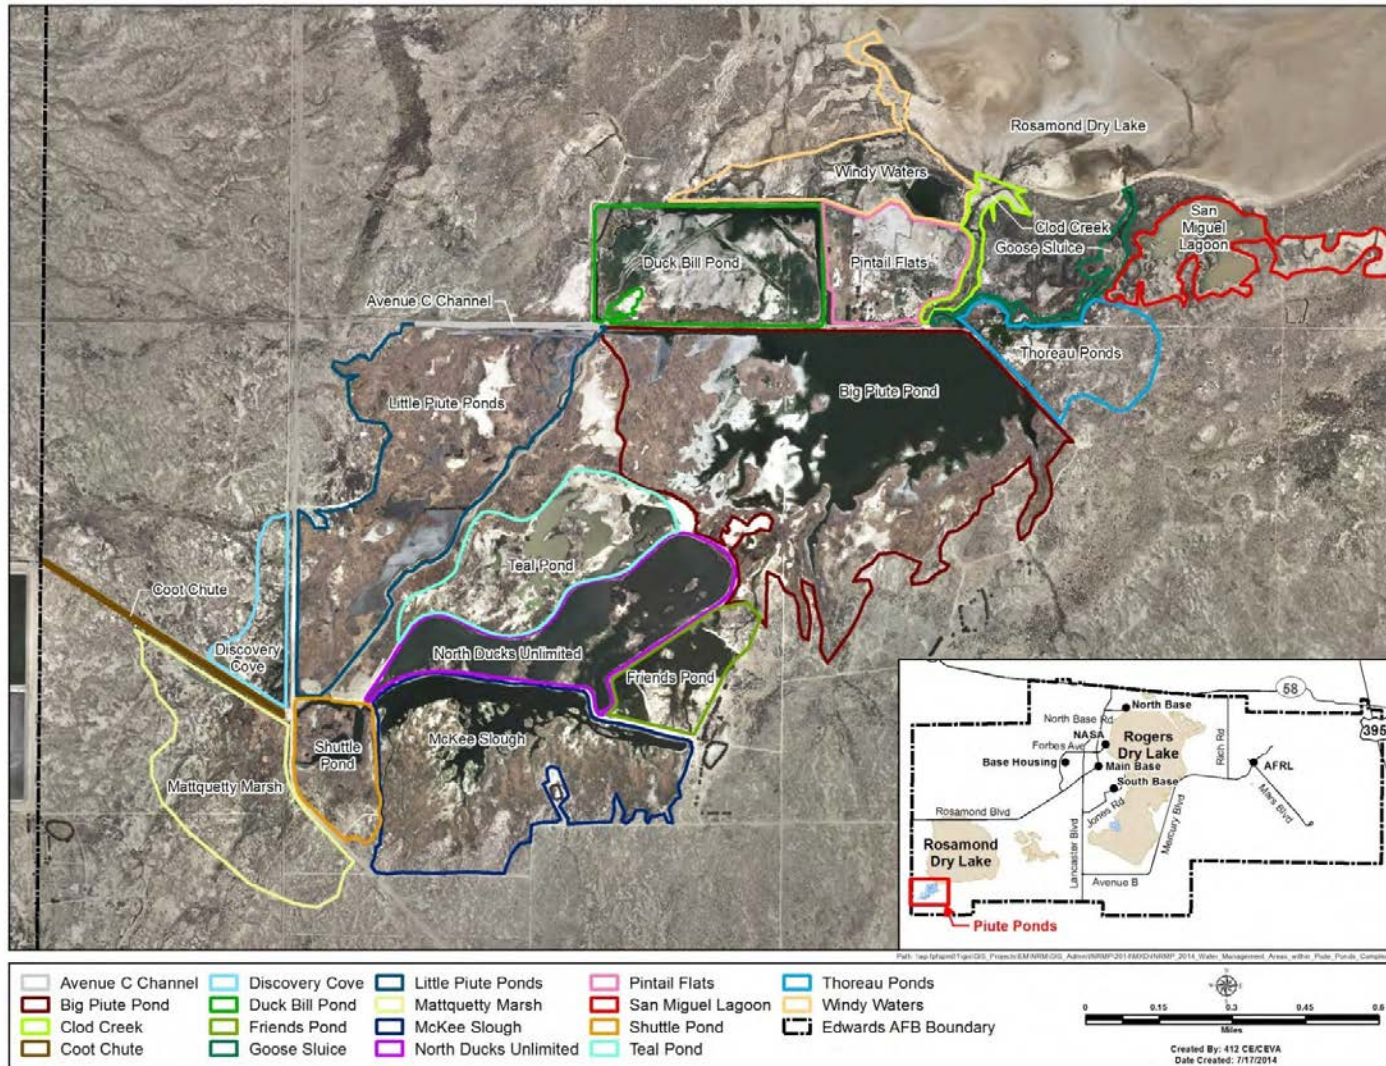 Rosamond Dry Lake
Windy Waters
Clod Creek
Goose Sluice
San
Miguel
Lagoon
Duck Bill Pond
Pintail Flats
Avenue C Channel
Thoreau Ponds
Big Piute Pond
Little Piute Ponds
Teal Pond
Coot Chute
Discovery
Cove
North Ducks Unlimited
Friends Pond
Shuttle
Pond
McKee Slough
Mattquetty Marsh
58
395
North Base
North Base Rd
NASA
Rogers
Dry Lake
Forbes Ave
Base Housing
Main Base
Rich Rd
AFRL
South Base
Mars Blvd
Jones Rd
Mercury Blvd
Rosamond Blvd
Lancaster Blvd
Rosamond
Dry Lake
Avenue B
Piute Ponds
Avenue C Channel
Big Piute Pond
Clod Creek
Coot Chute
Discovery Cove
Duck Bill Pond
Friends Pond
Goose Sluice
Little Piute Ponds
Mattquetty Marsh
McKee Slough
North Ducks Unlimited
Pintail Flats
San Miguel Lagoon
Shuttle Pond
Teal Pond
Thoreau Ponds
Windy Waters
Edwards AFB Boundary
0 0.15 0.3 0.45 0.6
Miles
Created By: 412 CE/CEVA
Date Created: 7/17/2014